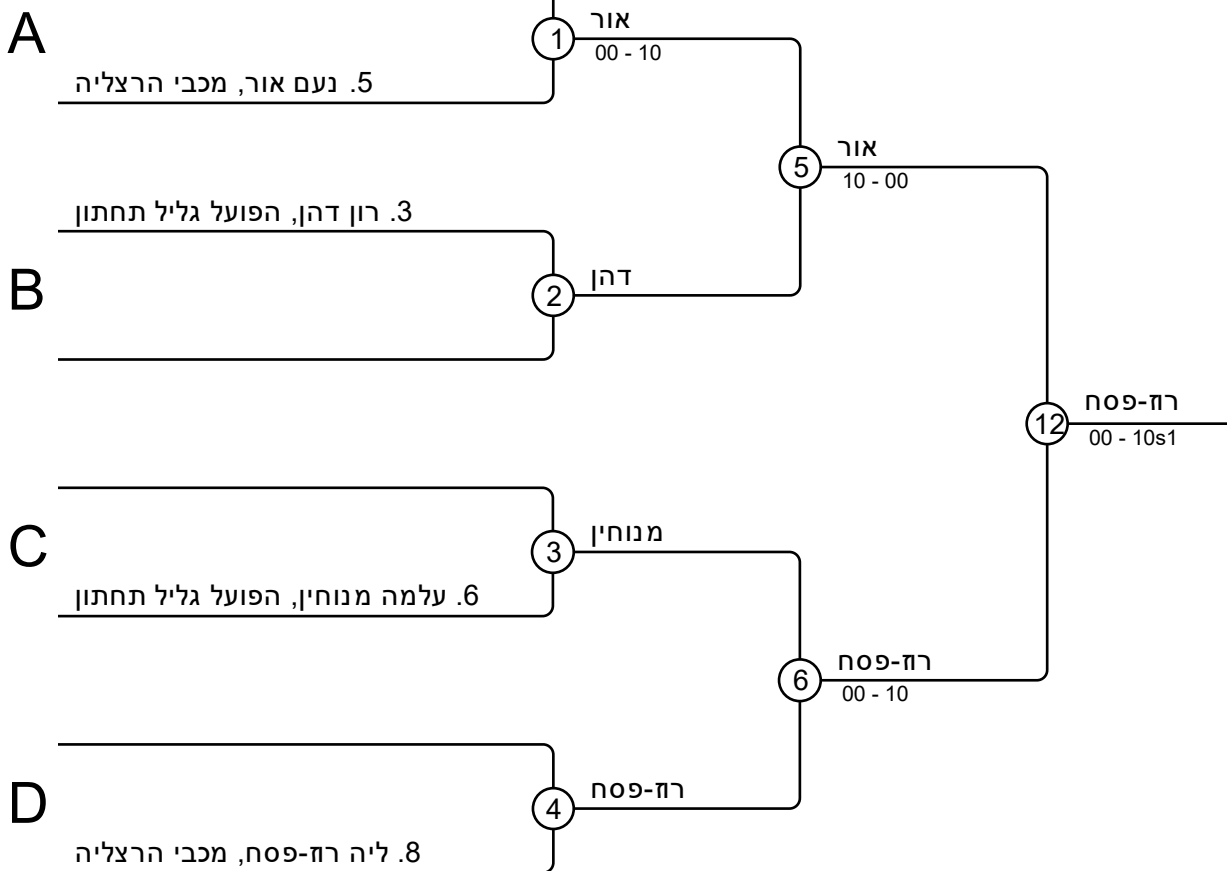 A
1
אור
00 - 10
5. נעם אור, מכבי הרצליה
5
אור
10 - 00
3. רון דהן, הפועל גליל תחתון
B
2
דהן
12
רוז-פסח
00 - 10s1
C
3
מנוחין
6. עלמה מנוחין, הפועל גליל תחתון
6
רוז-פסח
00 - 10
D
4
רוז-פסח
8. ליה רוז-פסח, מכבי הרצליה